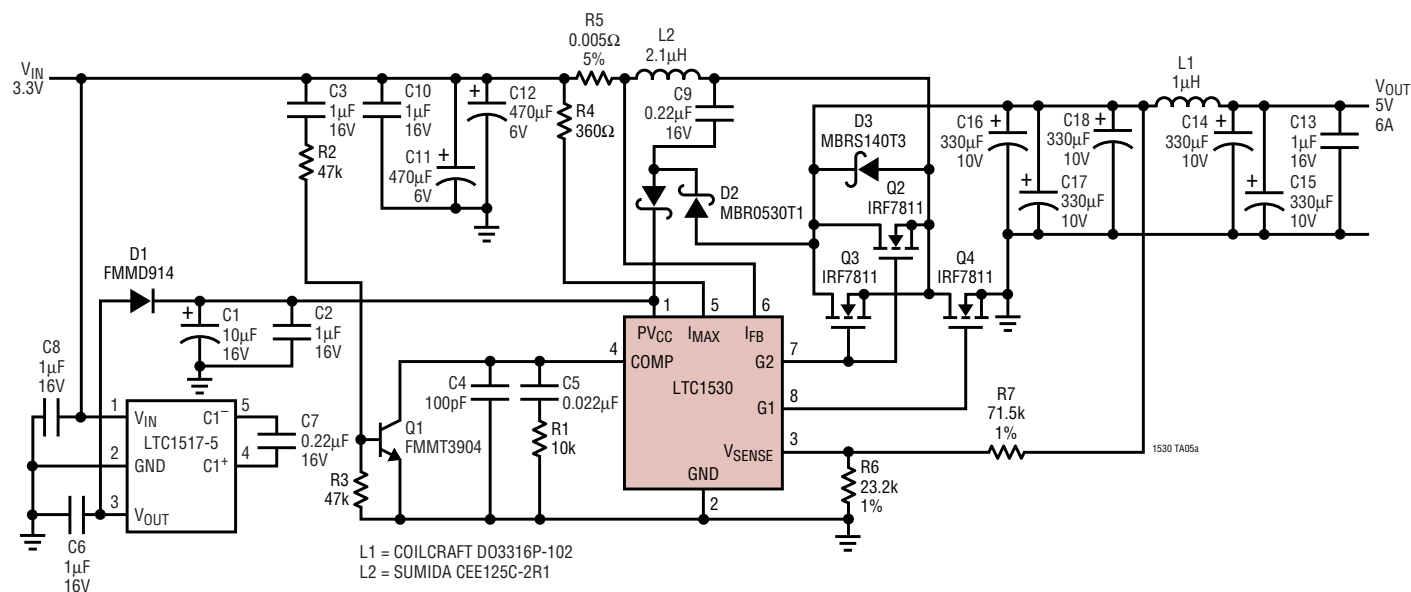 R5
0.005Ω
5%
L2
2.1µH
VIN
3.3V
C3
1µF
16V
C10
1µF
16V
C12
470µF
6V
C11
470µF
6V
R4
360Ω
C9
0.22µF
16V
R2
47k
D2
MBR0530T1
D3
MBRS140T3
Q2
IRF7811
Q3
IRF7811
Q4
IRF7811
C16
330µF
10V
C17
330µF
10V
C18
330µF
10V
L1
1µH
C14
330µF
10V
C15
330µF
10V
C13
1µF
16V
VOUT
5V
6A
D1
FMMD914
C1
10µF
16V
C2
1µF
16V
C8
1µF
16V
1
VIN
2
GND
3
VOUT
LTC1517-5
C1–
5
C1+
4
C7
0.22µF
16V
C6
1µF
16V
R3
47k
Q1
FMMT3904
C4
100pF
C5
0.022µF
R1
10k
1
5
6
PVCC
IMAX
IFB
4
COMP
G2
7
LTC1530
G1
8
VSENSE
3
GND
2
R7
71.5k
1%
R6
23.2k
1%
1530 TA05a
L1 = COILCRAFT DO3316P-102
L2 = SUMIDA CEE125C-2R1
+
+
+
+
+
+
+
+